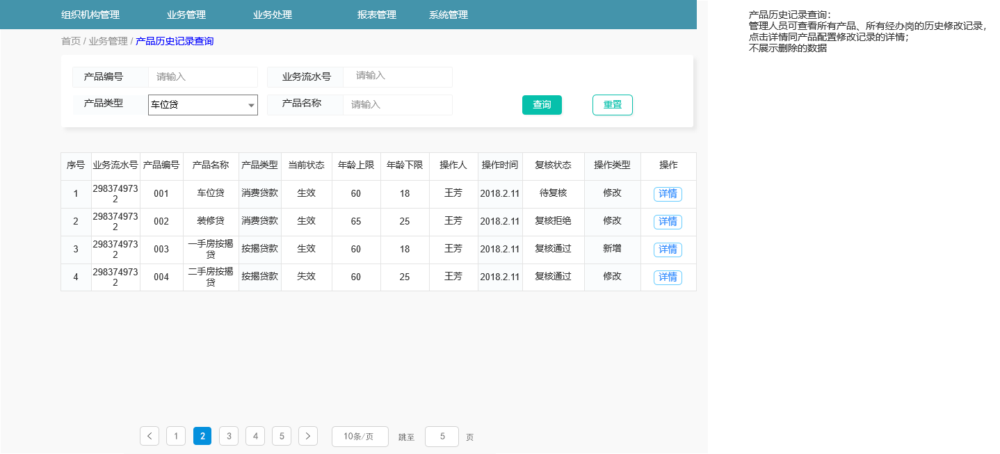 组织机构管理 业务管理 业务处理 报表管理 系统管理
首页 / 业务管理 / 产品历史记录查询
产品编号 请输入 业务流水号 请输入
产品类型 车位贷 产品名称 请输入 查询 重置
序号 业务流水号 产品编号 产品名称 产品类型 当前状态 年龄上限 年龄下限 操作人 操作时间 复核状态 操作类型 操作
1 2983749732 001 车位贷 消费贷款 生效 60 18 王芳 2018.2.11 待复核 修改 详情
2 2983749732 002 装修贷 消费贷款 生效 65 25 王芳 2018.2.11 复核拒绝 修改 详情
3 2983749732 003 一手房按揭贷 按揭贷款 生效 60 18 王芳 2018.2.11 复核通过 新增 详情
4 2983749732 004 二手房按揭贷 按揭贷款 失效 60 25 王芳 2018.2.11 复核通过 修改 详情
< 1 2 3 4 5 > 10条/页 跳至 5 页
产品历史记录查询：
管理人员可查看所有产品、所有经办岗的历史修改记录，
点击详情同产品配置修改记录的详情；
不展示删除的数据